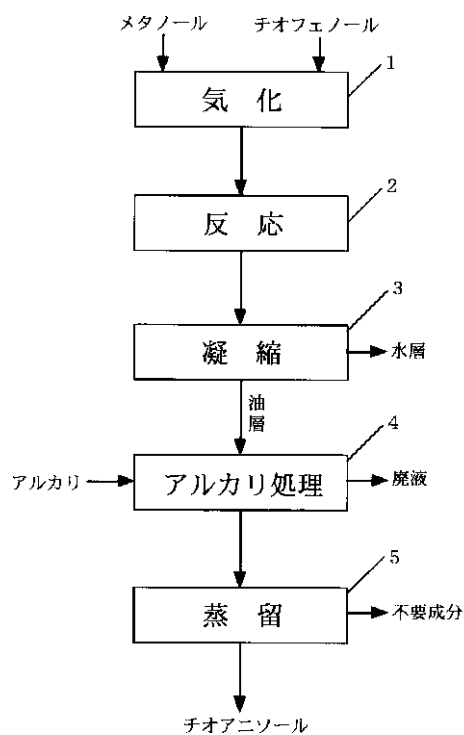 メタノール チオフェノール
1
気 化
2
反 応
3
凝 縮
水層
油層
4
アルカリ
アルカリ処理
廃液
5
蒸 留
不要成分
チオアニソール